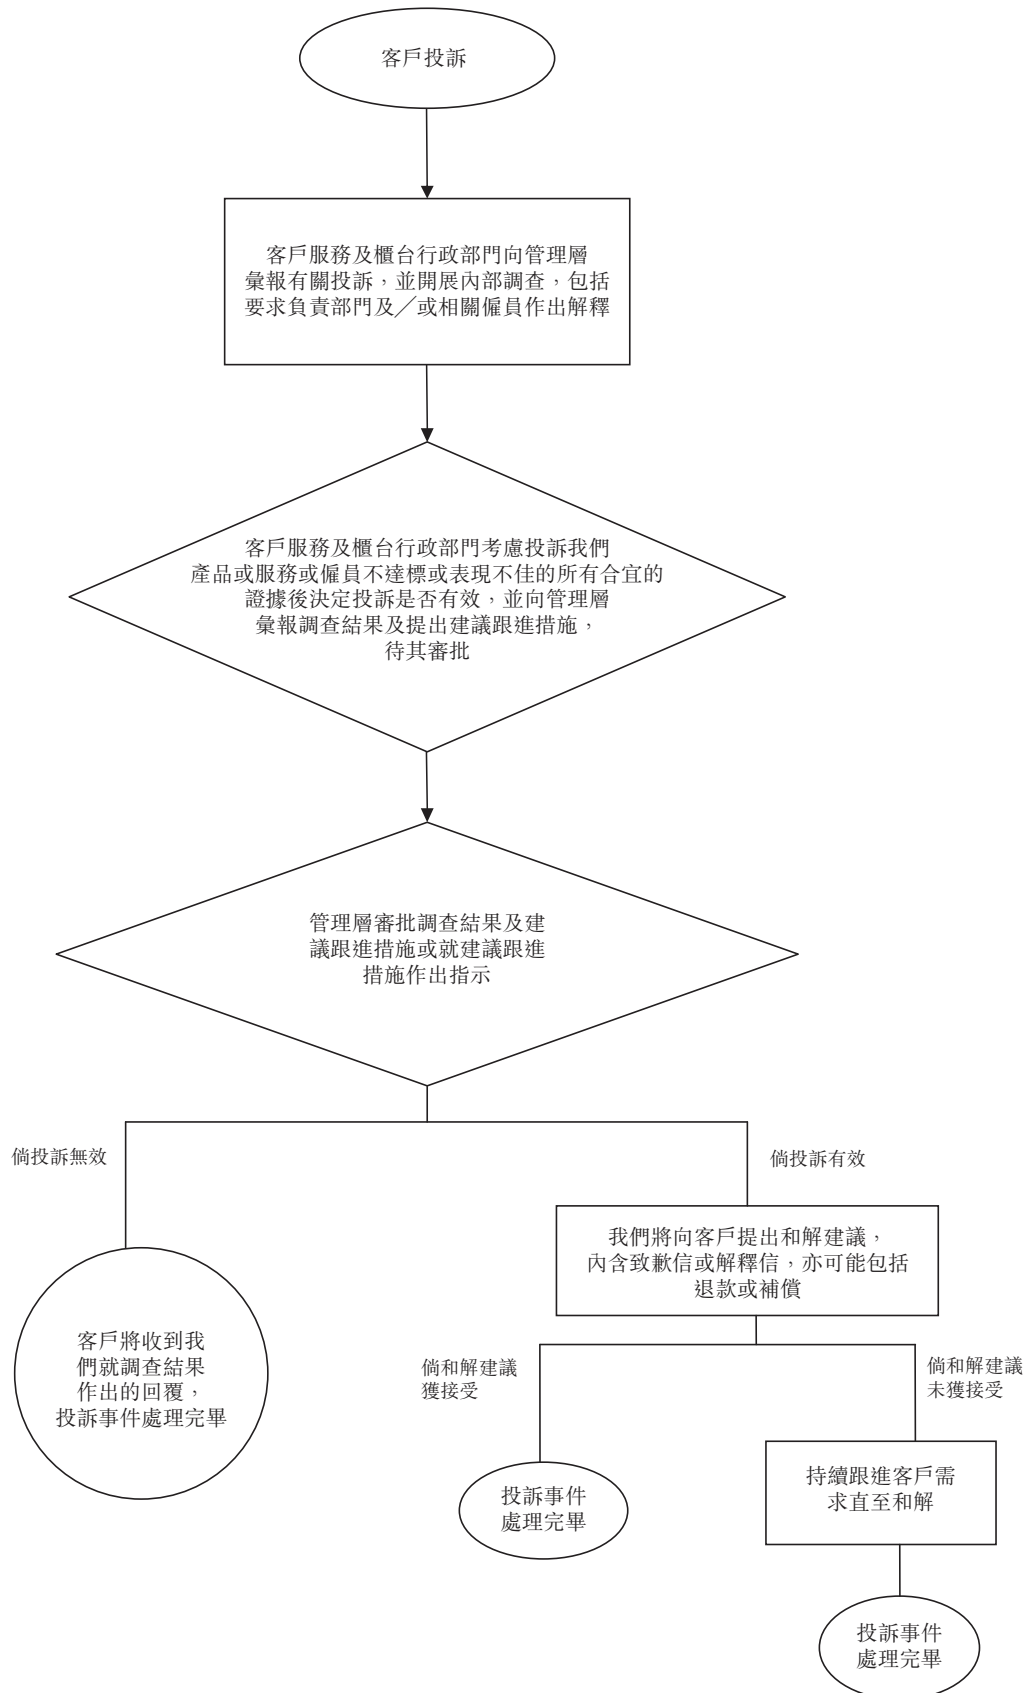 客戶投訴
客戶服務及櫃台行政部門向管理層
彙報有關投訴，並開展內部調查，包括
要求負責部門及／或相關僱員作出解釋
客戶服務及櫃台行政部門考慮投訴我們
產品或服務或僱員不達標或表現不佳的所有合宜的
證據後決定投訴是否有效，並向管理層
彙報調查結果及提出建議跟進措施，
待其審批
管理層審批調查結果及建
議跟進措施或就建議跟進
措施作出指示
倘投訴無效
倘投訴有效
我們將向客戶提出和解建議，
內含致歉信或解釋信，亦可能包括
退款或補償
客戶將收到我
們就調查結果
作出的回覆，
投訴事件處理完畢
倘和解建議
獲接受
倘和解建議
未獲接受
投訴事件
處理完畢
持續跟進客戶需
求直至和解
投訴事件
處理完畢